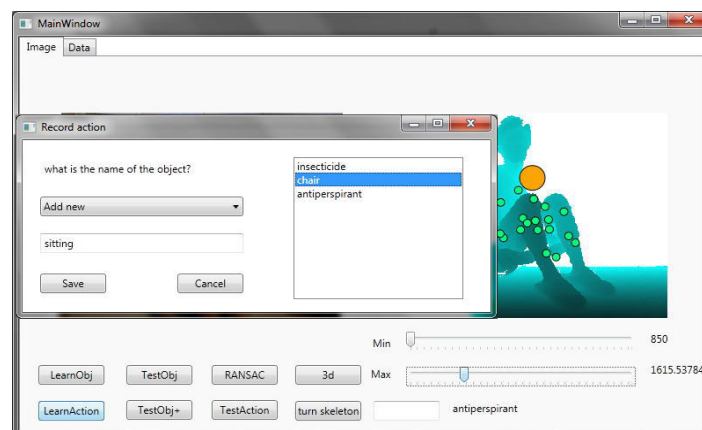 MainWindow
Image Data
Record action
what is the name of the object?
Add new
sitting
Save Cancel
insecticide
chair
antiperspirant
Min 850
LearnObj TestObj RANSAC 3d Max 1615.53784
LearnAction TestObj+ TestAction turn skeleton antiperspirant